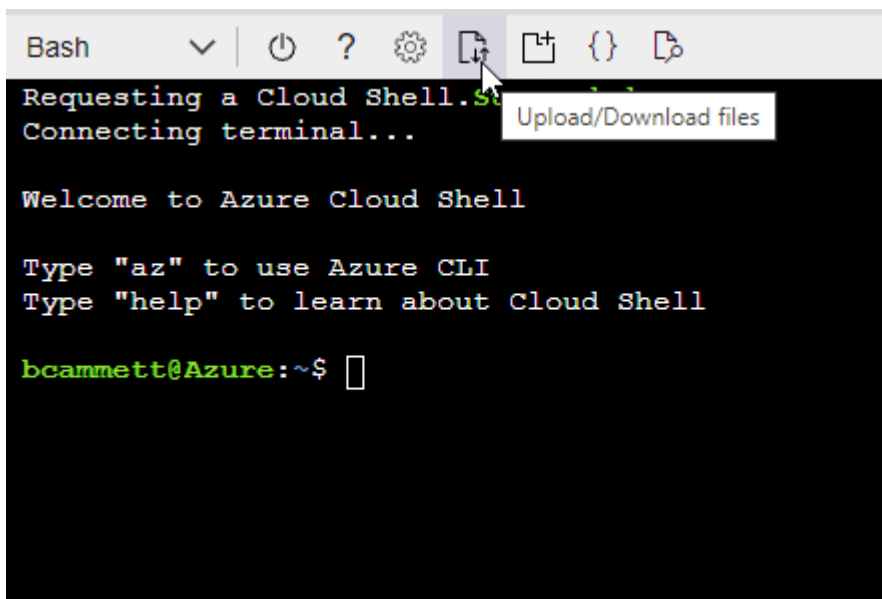 Bash ? {}
Requesting a Cloud Shell.
Upload/Download files
Connecting terminal...
Welcome to Azure Cloud Shell
Type "az" to use Azure CLI
Type "help" to learn about Cloud Shell
bcammett@Azure:~$